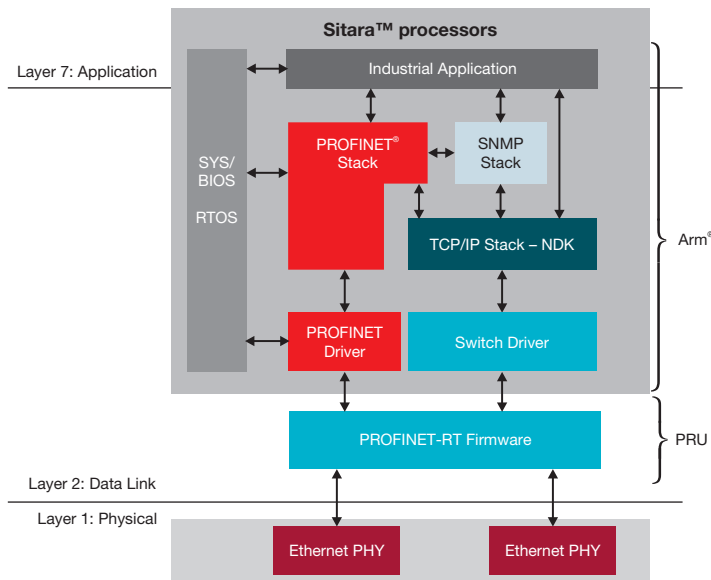 Sitara™ processors
Layer 7: Application
Industrial Application
SYS/
BIOS
RTOS
PROFINET®
Stack
SNMP
Stack
TCP/IP Stack – NDK
Arm®
PROFINET
Driver
Switch Driver
PROFINET-RT Firmware
PRU
Layer 2: Data Link
Layer 1: Physical
Ethernet PHY
Ethernet PHY